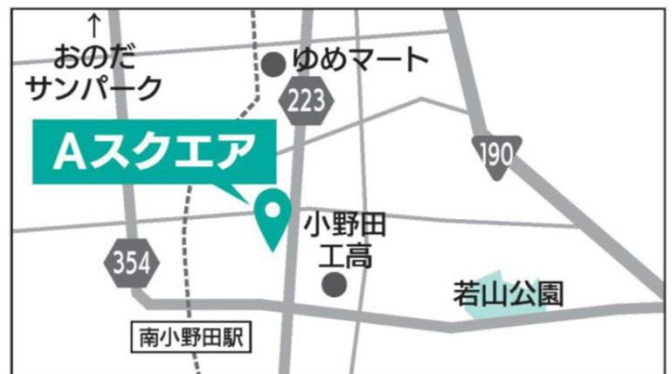 ↑
おのだ
サンパーク
ゆめマート
223
Aスクエア
190
小野田
工高
354
若山公園
南小野田駅